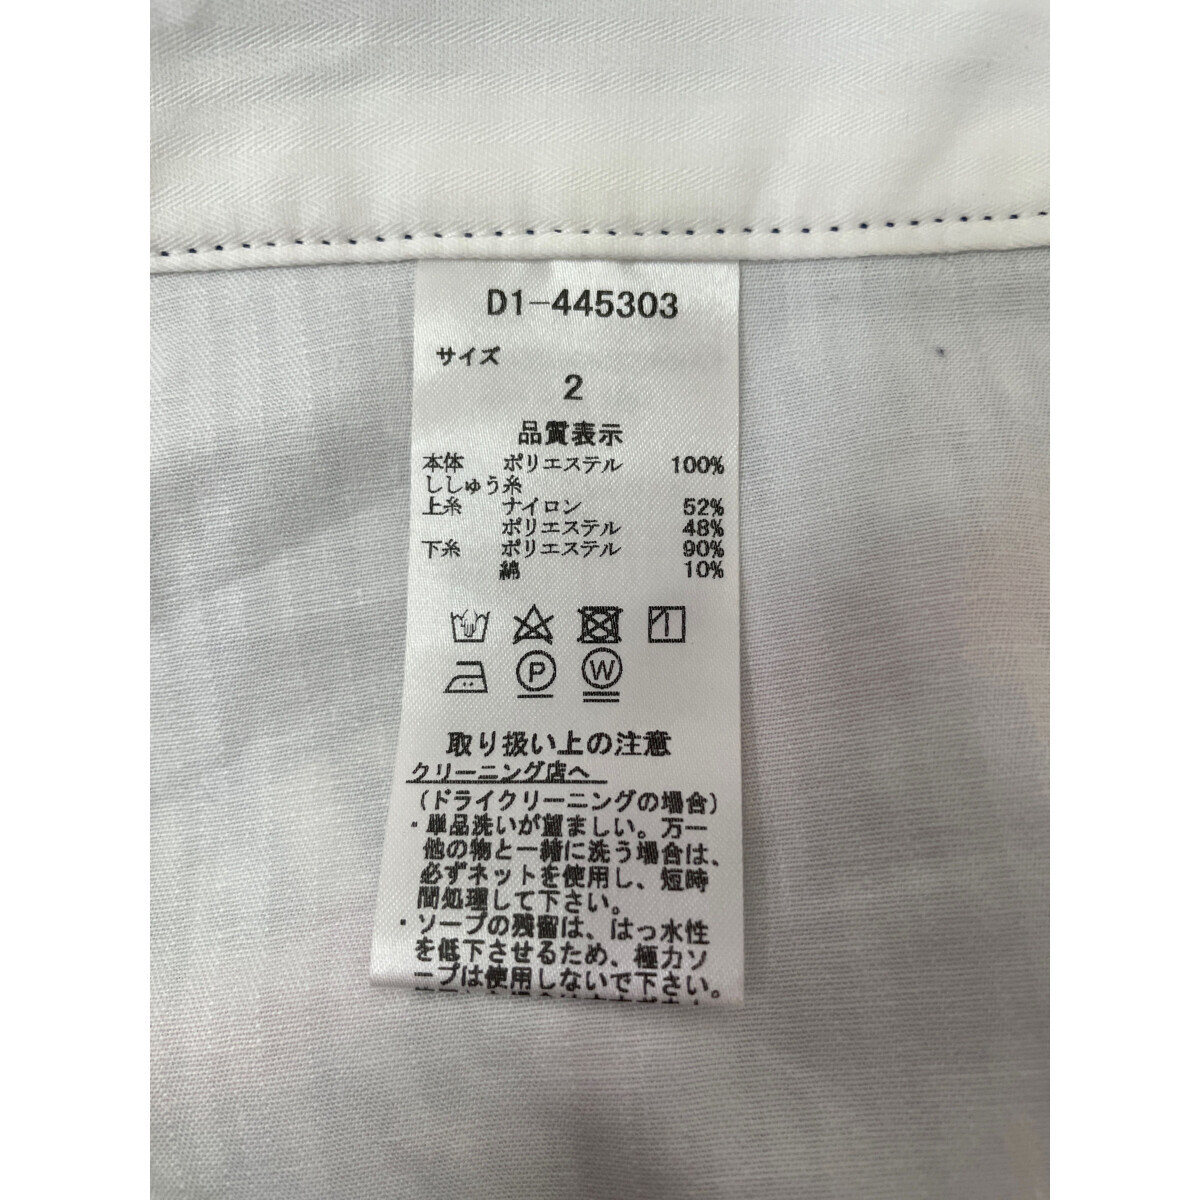 D1-445303
サイズ
2
品質表示
本体 ポリエステル 100%
ししゅう糸
上糸 ナイロン 52%
ポリエステル 48%
下糸 ポリエステル 90%
綿 10%
P W
取り扱い上の注意
クリーニング店へ
(ドライクリーニングの場合)
・単品洗いが望ましい。万一
他の物と一緒に洗う場合は、
必ずネットを使用し、短時
間処理して下さい。
・ソープの残留は、はっ水性
を低下させるため、極力ソ
ープは使用しないで下さい。